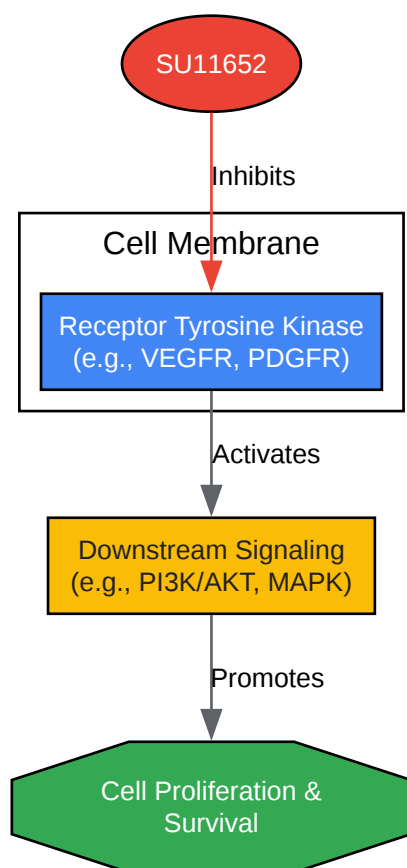 SU11652
Inhibits
Cell Membrane
Receptor Tyrosine Kinase
(e.g., VEGFR, PDGFR)
Activates
Downstream Signaling
(e.g., PI3K/AKT, MAPK)
Promotes
Cell Proliferation &
Survival